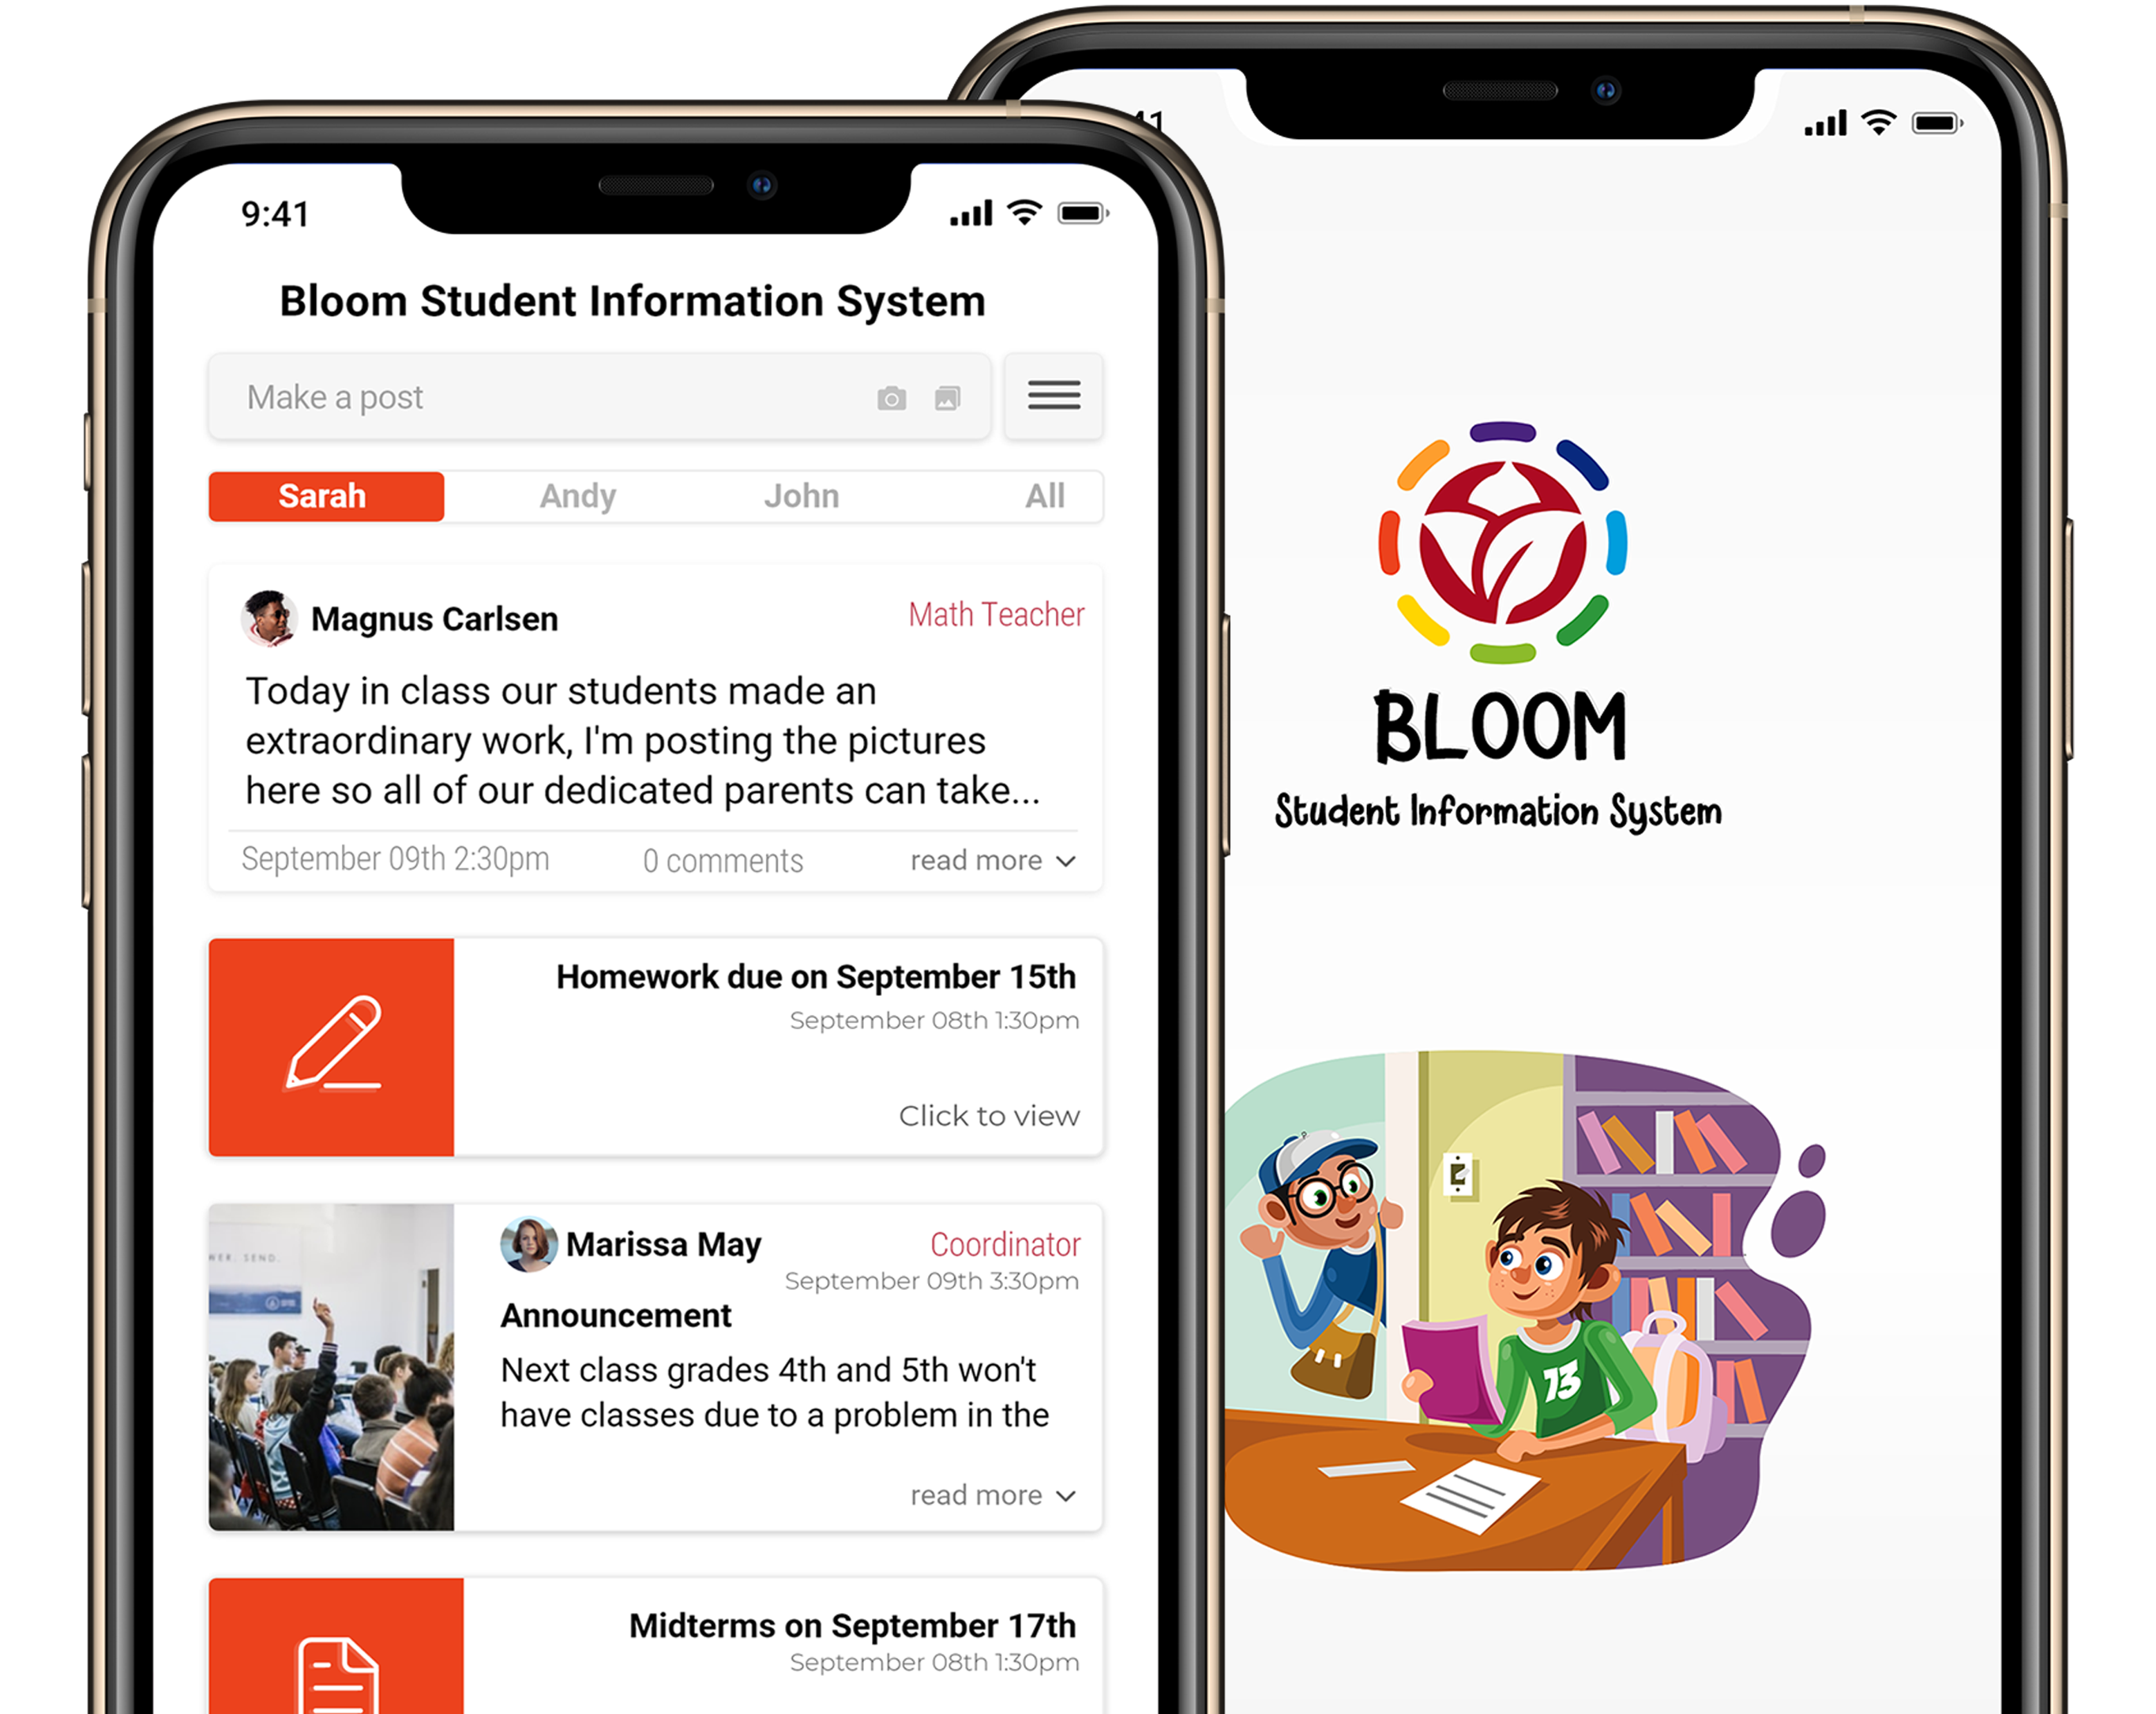 9:41
Bloom Student Information System
Make a post
Sarah Andy John All
Magnus Carlsen Math Teacher
Today in class our students made an
extraordinary work, I'm posting the pictures
here so all of our dedicated parents can take...
September 09th 2:30pm 0 comments read more
Homework due on September 15th
September 08th 1:30pm
Click to view
SEND.
Marissa May Coordinator
September 09th 3:30pm
Announcement
Next class grades 4th and 5th won't
have classes due to a problem in the
read more
Midterms on September 17th
September 08th 1:30pm
41
BLOOM
Student Information System
13